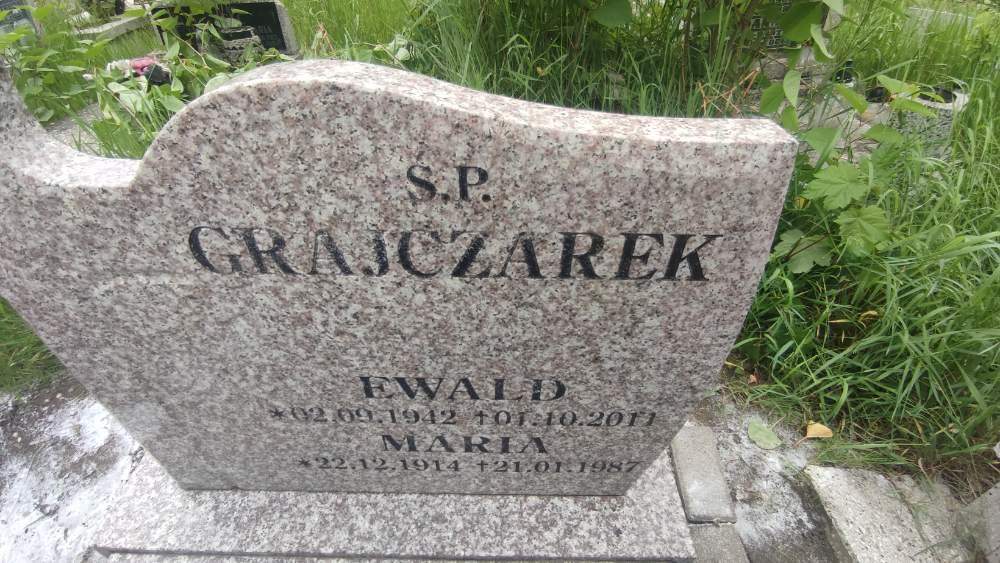 S.P.
GRAJCZAREK
EWALD
*02.09.1942 †01.10.2011
MARIA
*22.12.1914 †21.01.1987